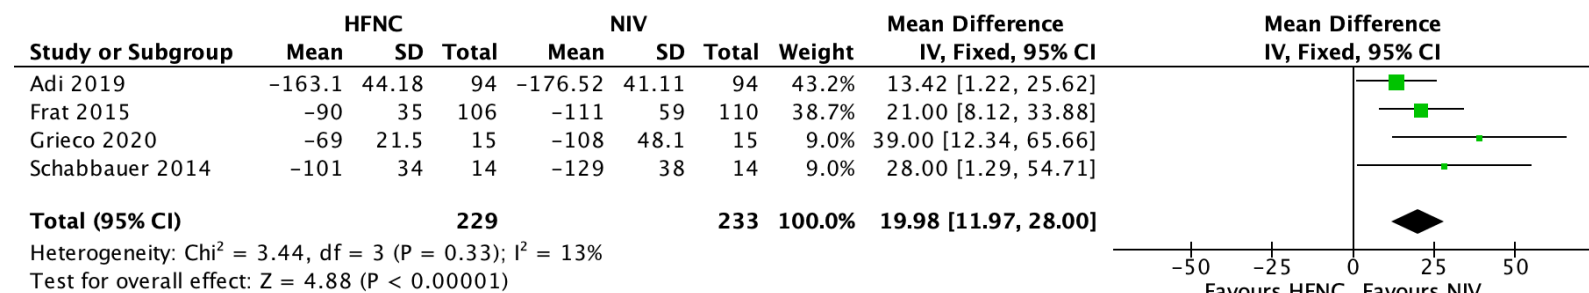 HFNC NIV Mean Difference Mean Difference
Study or Subgroup Mean SD Total Mean SD Total Weight IV, Fixed, 95% CI IV, Fixed, 95% CI
Adi 2019 −163.1 44.18 94 −176.52 41.11 94 43.2% 13.42 [1.22, 25.62]
Frat 2015 −90 35 106 −111 59 110 38.7% 21.00 [8.12, 33.88]
Grieco 2020 −69 21.5 15 −108 48.1 15 9.0% 39.00 [12.34, 65.66]
Schabbauer 2014 −101 34 14 −129 38 14 9.0% 28.00 [1.29, 54.71]
Total (95% CI) 229 233 100.0% 19.98 [11.97, 28.00]
Heterogeneity: Chi² = 3.44, df = 3 (P = 0.33); I² = 13%
Test for overall effect: Z = 4.88 (P < 0.00001)
−50 −25 0 25 50
Favours HFNC Favours NIV